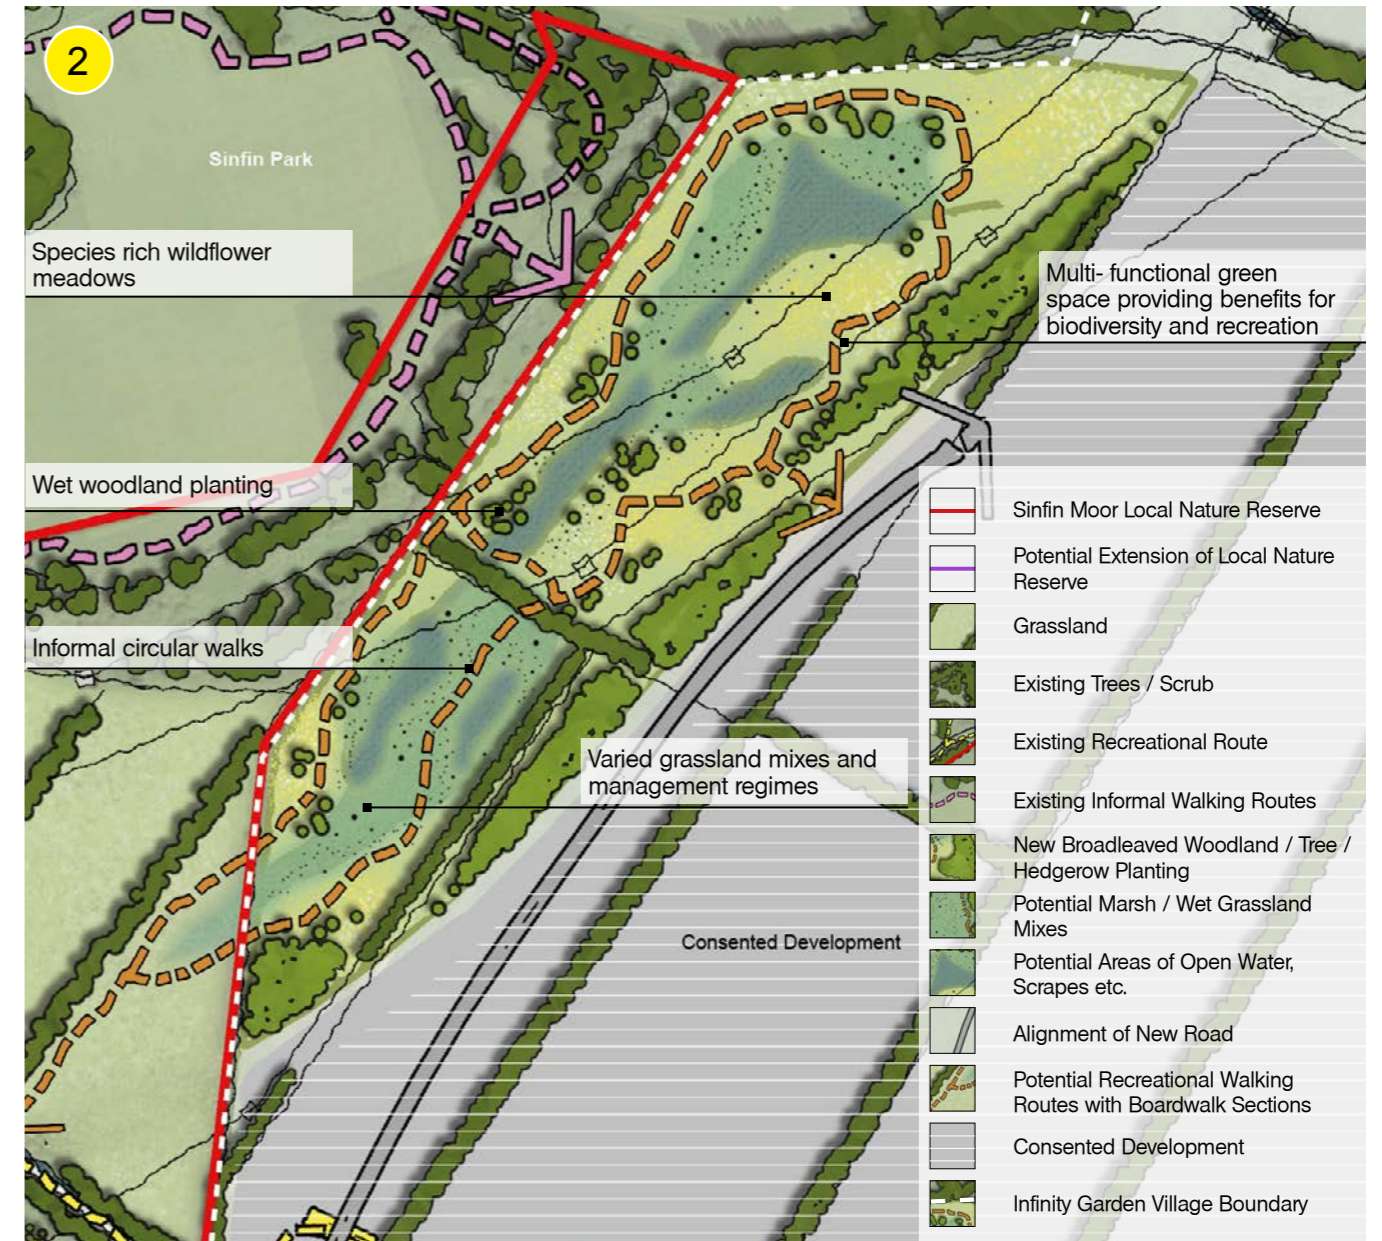 2
Sinfin Park
Species rich wildflower
meadows
Multi- functional green
space providing benefits for
biodiversity and recreation
Wet woodland planting
Informal circular walks
Varied grassland mixes and
management regimes
Consented Development
Sinfin Moor Local Nature Reserve
Potential Extension of Local Nature
Reserve
Grassland
Existing Trees / Scrub
Existing Recreational Route
Existing Informal Walking Routes
New Broadleaved Woodland / Tree /
Hedgerow Planting
Potential Marsh / Wet Grassland
Mixes
Potential Areas of Open Water,
Scrapes etc.
Alignment of New Road
Potential Recreational Walking
Routes with Boardwalk Sections
Consented Development
Infinity Garden Village Boundary